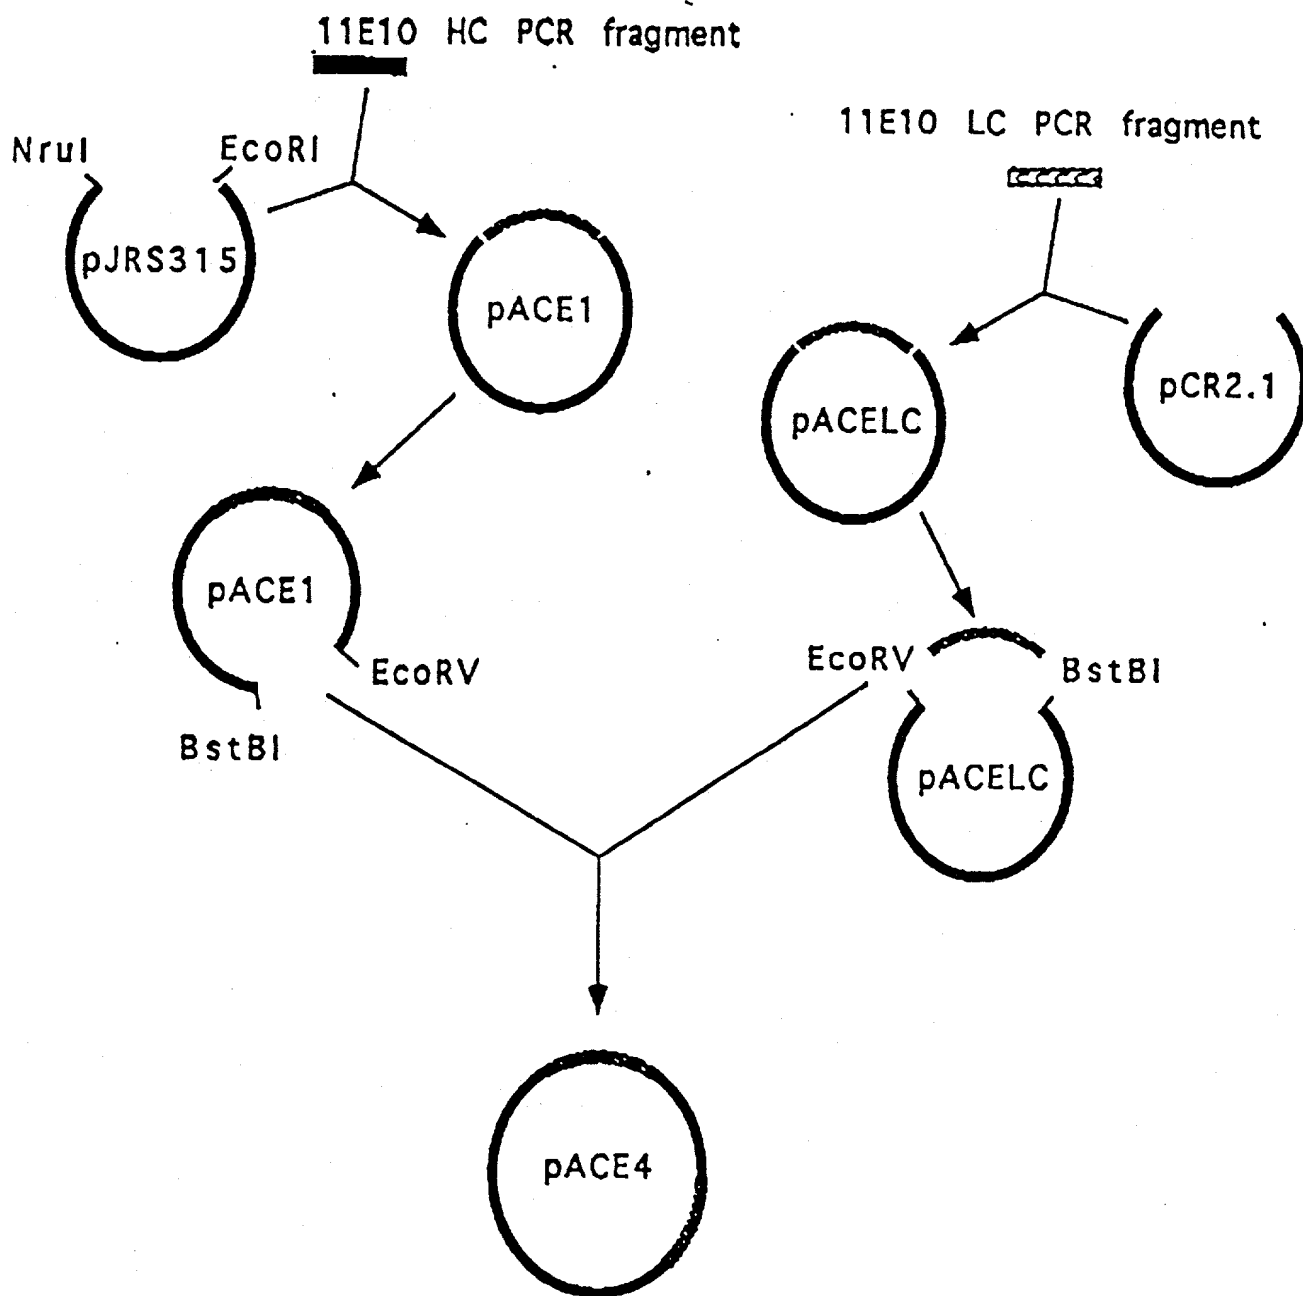 11E10 HC PCR fragment
11E10 LC PCR fragment
NruI
EcoRI
pJRS315
pACE1
pACELC
pCR2.1
pACE1
EcoRV
BstBI
EcoRV
BstBI
pACELC
pACE4